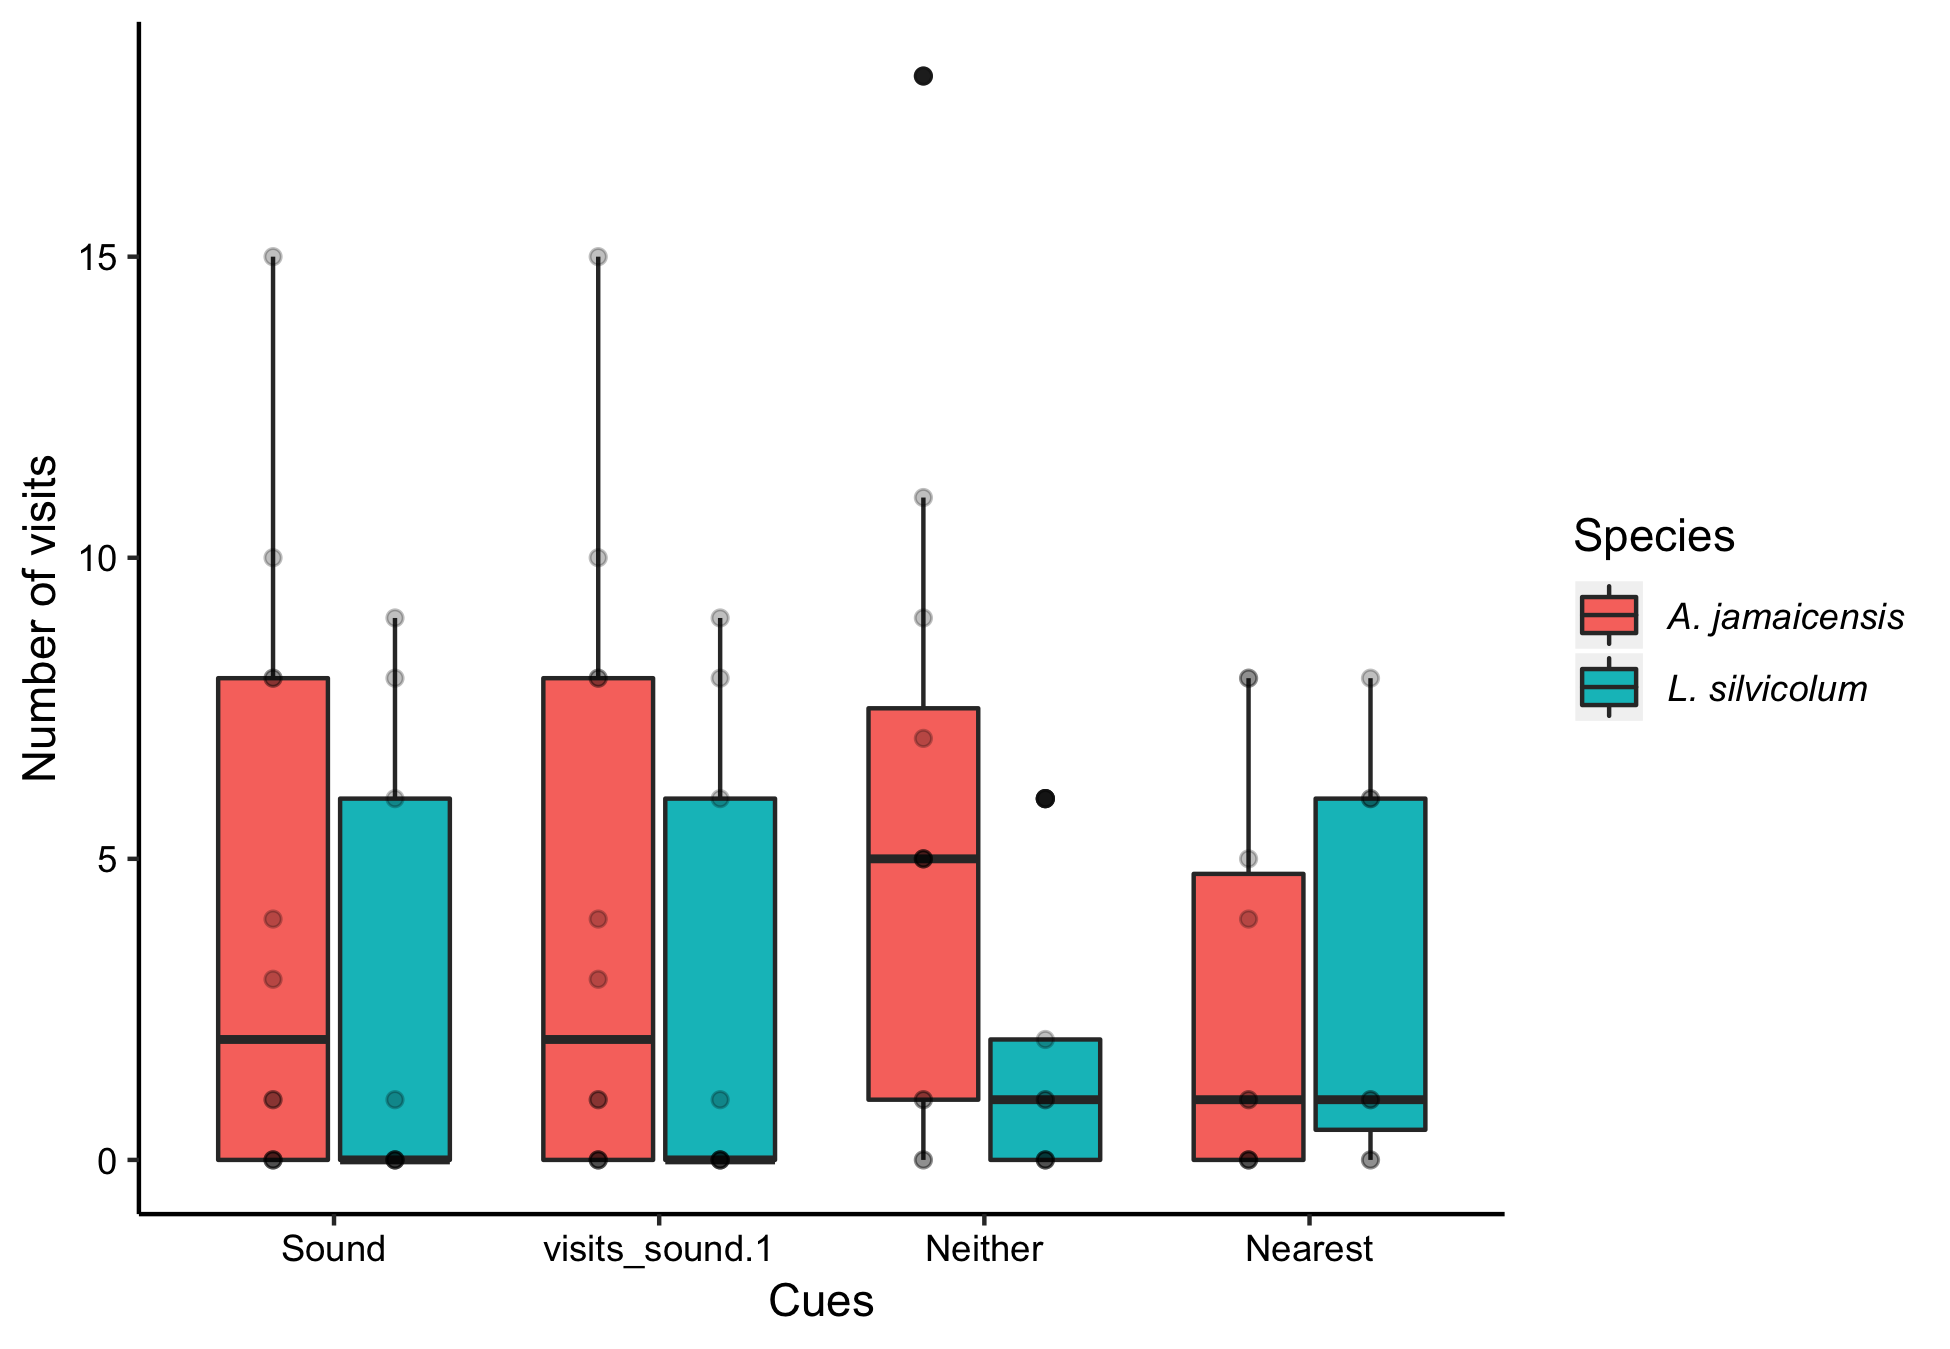 Number of visits
15
10
5
0
Sound
visits_sound.1
Neither
Nearest
Cues
Species
A. jamaicensis
L. silvicolum